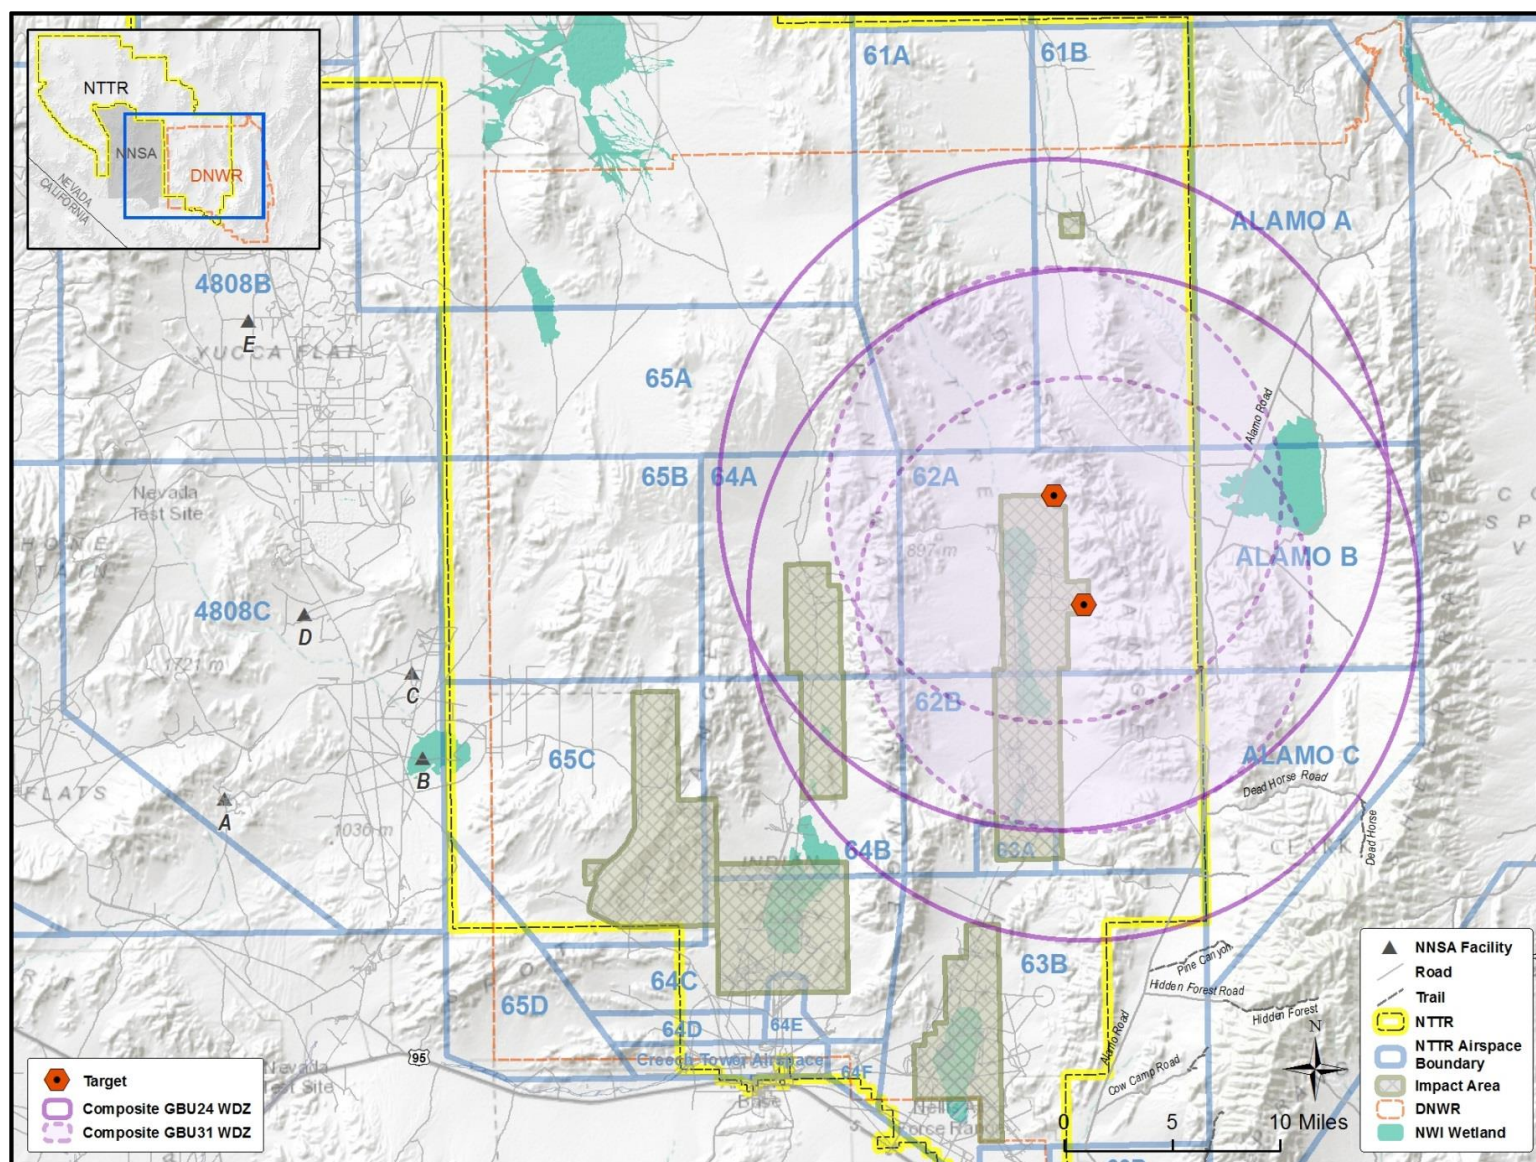 NTTR
NNSA
DNWR
NEVADA
CALIFORNIA
61A
61B
ALAMO A
4808B
E
YUCCA FLAT
65A
Alamo Road
65B
64A
62A
Nevada
Test Site
897 m
ALAMO B
4808C
D
1721 m
C
62B
65C
ALAMO C
B
Dead Horse Road
FLATS
A
1036 m
Dead Horse
64B
63A
63B
Pine Canyon
Hidden Forest Road
Hidden Forest
64C
65D
64D
64E
Creech Tower Airspace
64F
95
Nevada
Test Site
Base
Alamo Road
Cow Camp Road
N
0 5 10 Miles
Target
Composite GBU24 WDZ
Composite GBU31 WDZ
NNSA Facility
Road
Trail
NTTR
NTTR Airspace
Boundary
Impact Area
DNWR
NWI Wetland